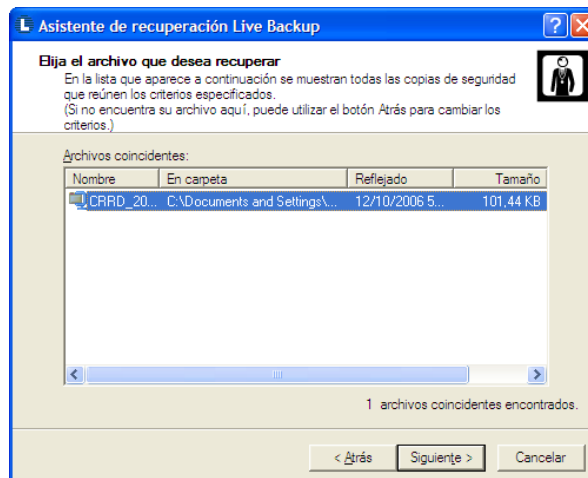 L Asistente de recuperación Live Backup
Elija el archivo que desea recuperar
En la lista que aparece a continuación se muestran todas las copias de seguridad
que reúnen los criterios especificados.
(Si no encuentra su archivo aquí, puede utilizar el botón Atrás para cambiar los
criterios.)
Archivos coincidentes:
Nombre En carpeta Reflejado Tamaño
CRRD_20... C:\Documents and Settings\... 12/10/2006 5... 101,44 KB
1 archivos coincidentes encontrados.
< Atrás Siguiente > Cancelar